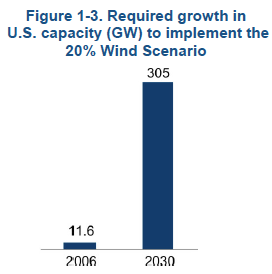 Figure 1-3. Required growth in
U.S. capacity (GW) to implement the
20% Wind Scenario
305
11.6
2006 2030